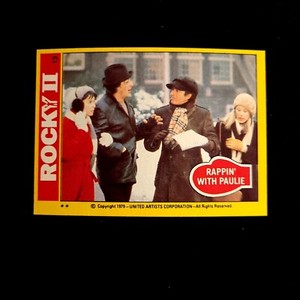 ROCKY II
RAPPIN'
WITH PAULIE
© Copyright 1979 - UNITED ARTISTS CORPORATION - All Rights Reserved.